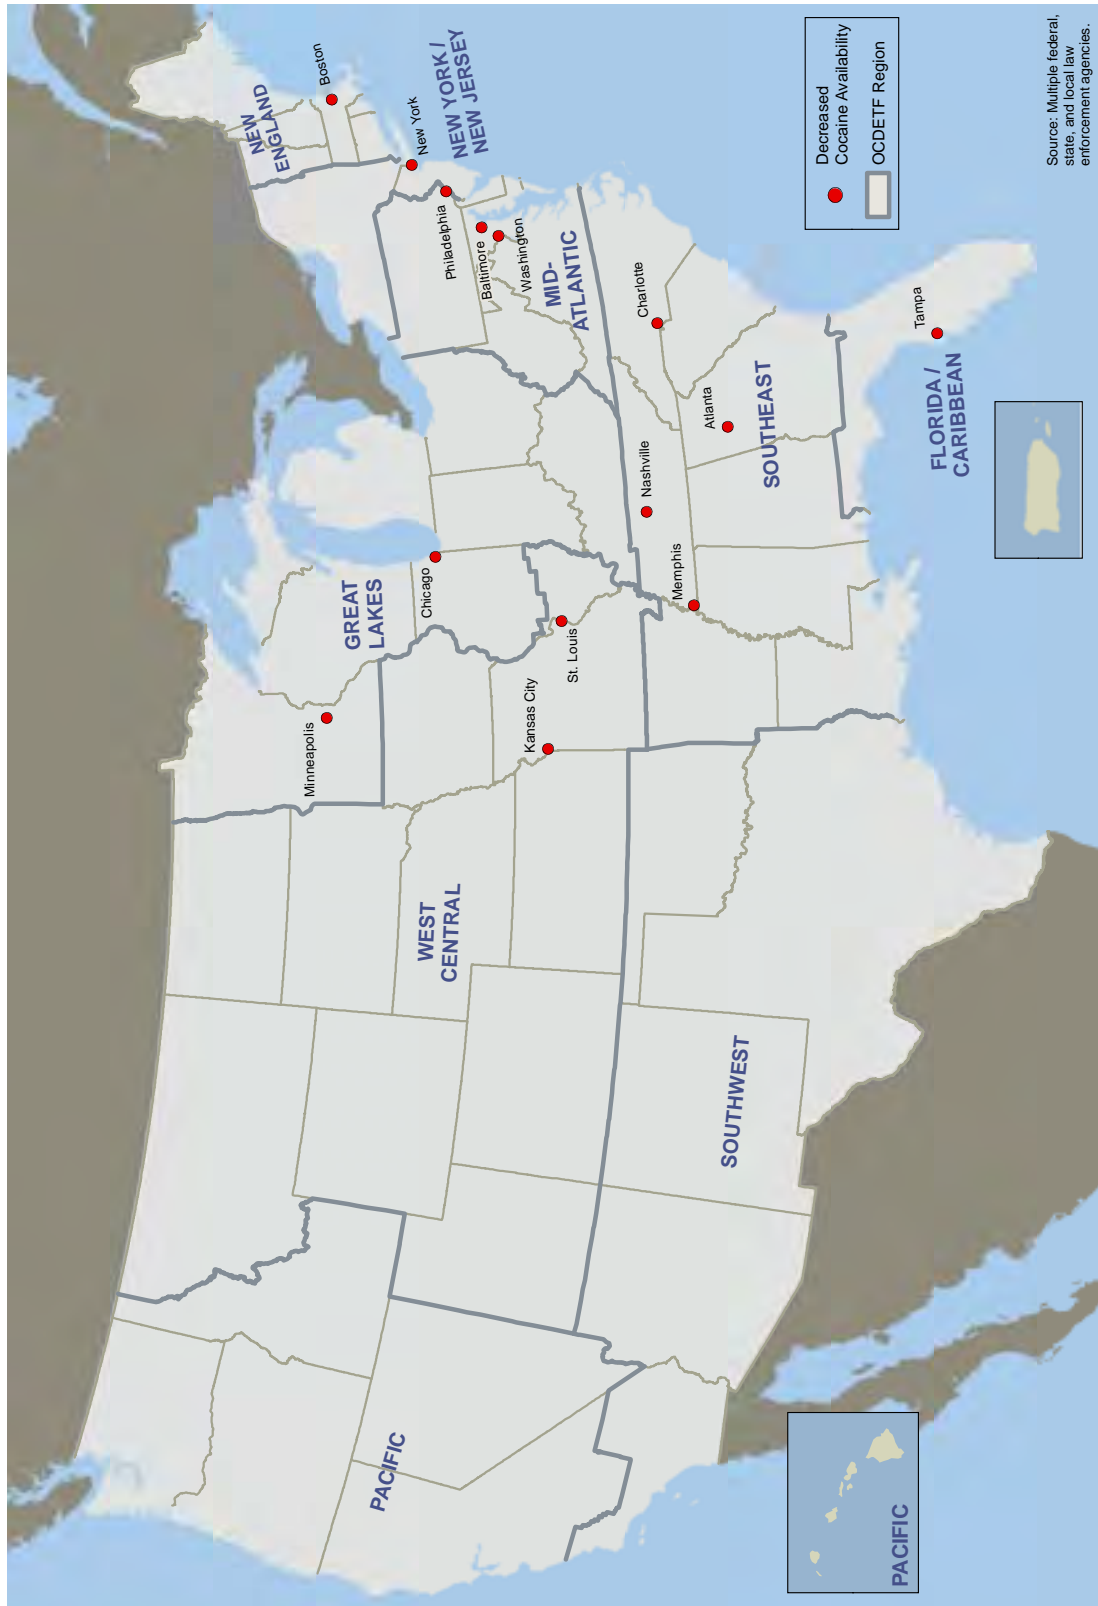 NEW
ENGLAND
Boston
NEW YORK /
NEW JERSEY
New York
Philadelphia
Baltimore
Washington
MID-
ATLANTIC
GREAT
LAKES
Chicago
Minneapolis
St. Louis
Kansas City
WEST
CENTRAL
Charlotte
Atlanta
Nashville
Memphis
SOUTHEAST
Tampa
FLORIDA /
CARIBBEAN
SOUTHWEST
PACIFIC
PACIFIC
Decreased
Cocaine Availability
OCDETF Region
Source: Multiple federal,
state, and local law
enforcement agencies.